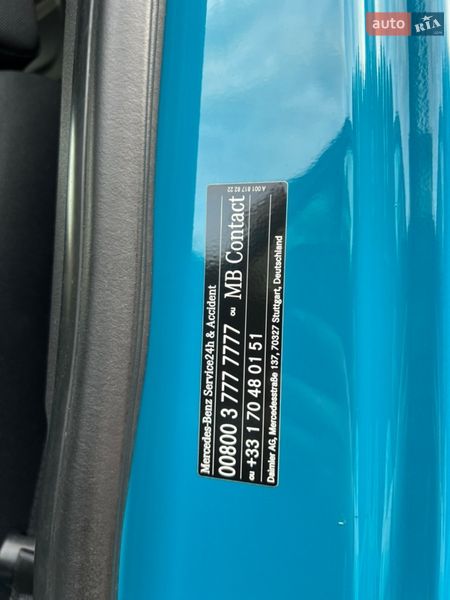 auto RIA .com
A 001 817 82 22
Mercedes-Benz Service24h & Accident
00800 3 777 7777 ou MB Contact
ou +33 1 70 48 01 51
Daimler AG, Mercedesstraße 137, 70327 Stuttgart, Deutschland